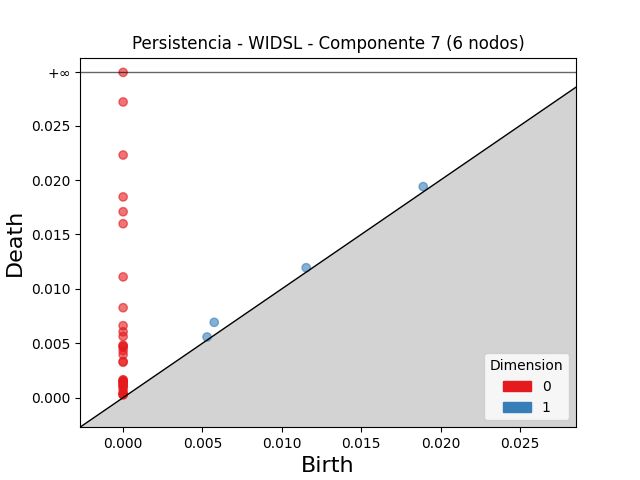 Persistencia - WIDSL - Componente 7 (6 nodos)
+∞
0.025
0.020
0.015
0.010
0.005
0.000
Death
Dimension
0
1
0.000 0.005 0.010 0.015 0.020 0.025
Birth